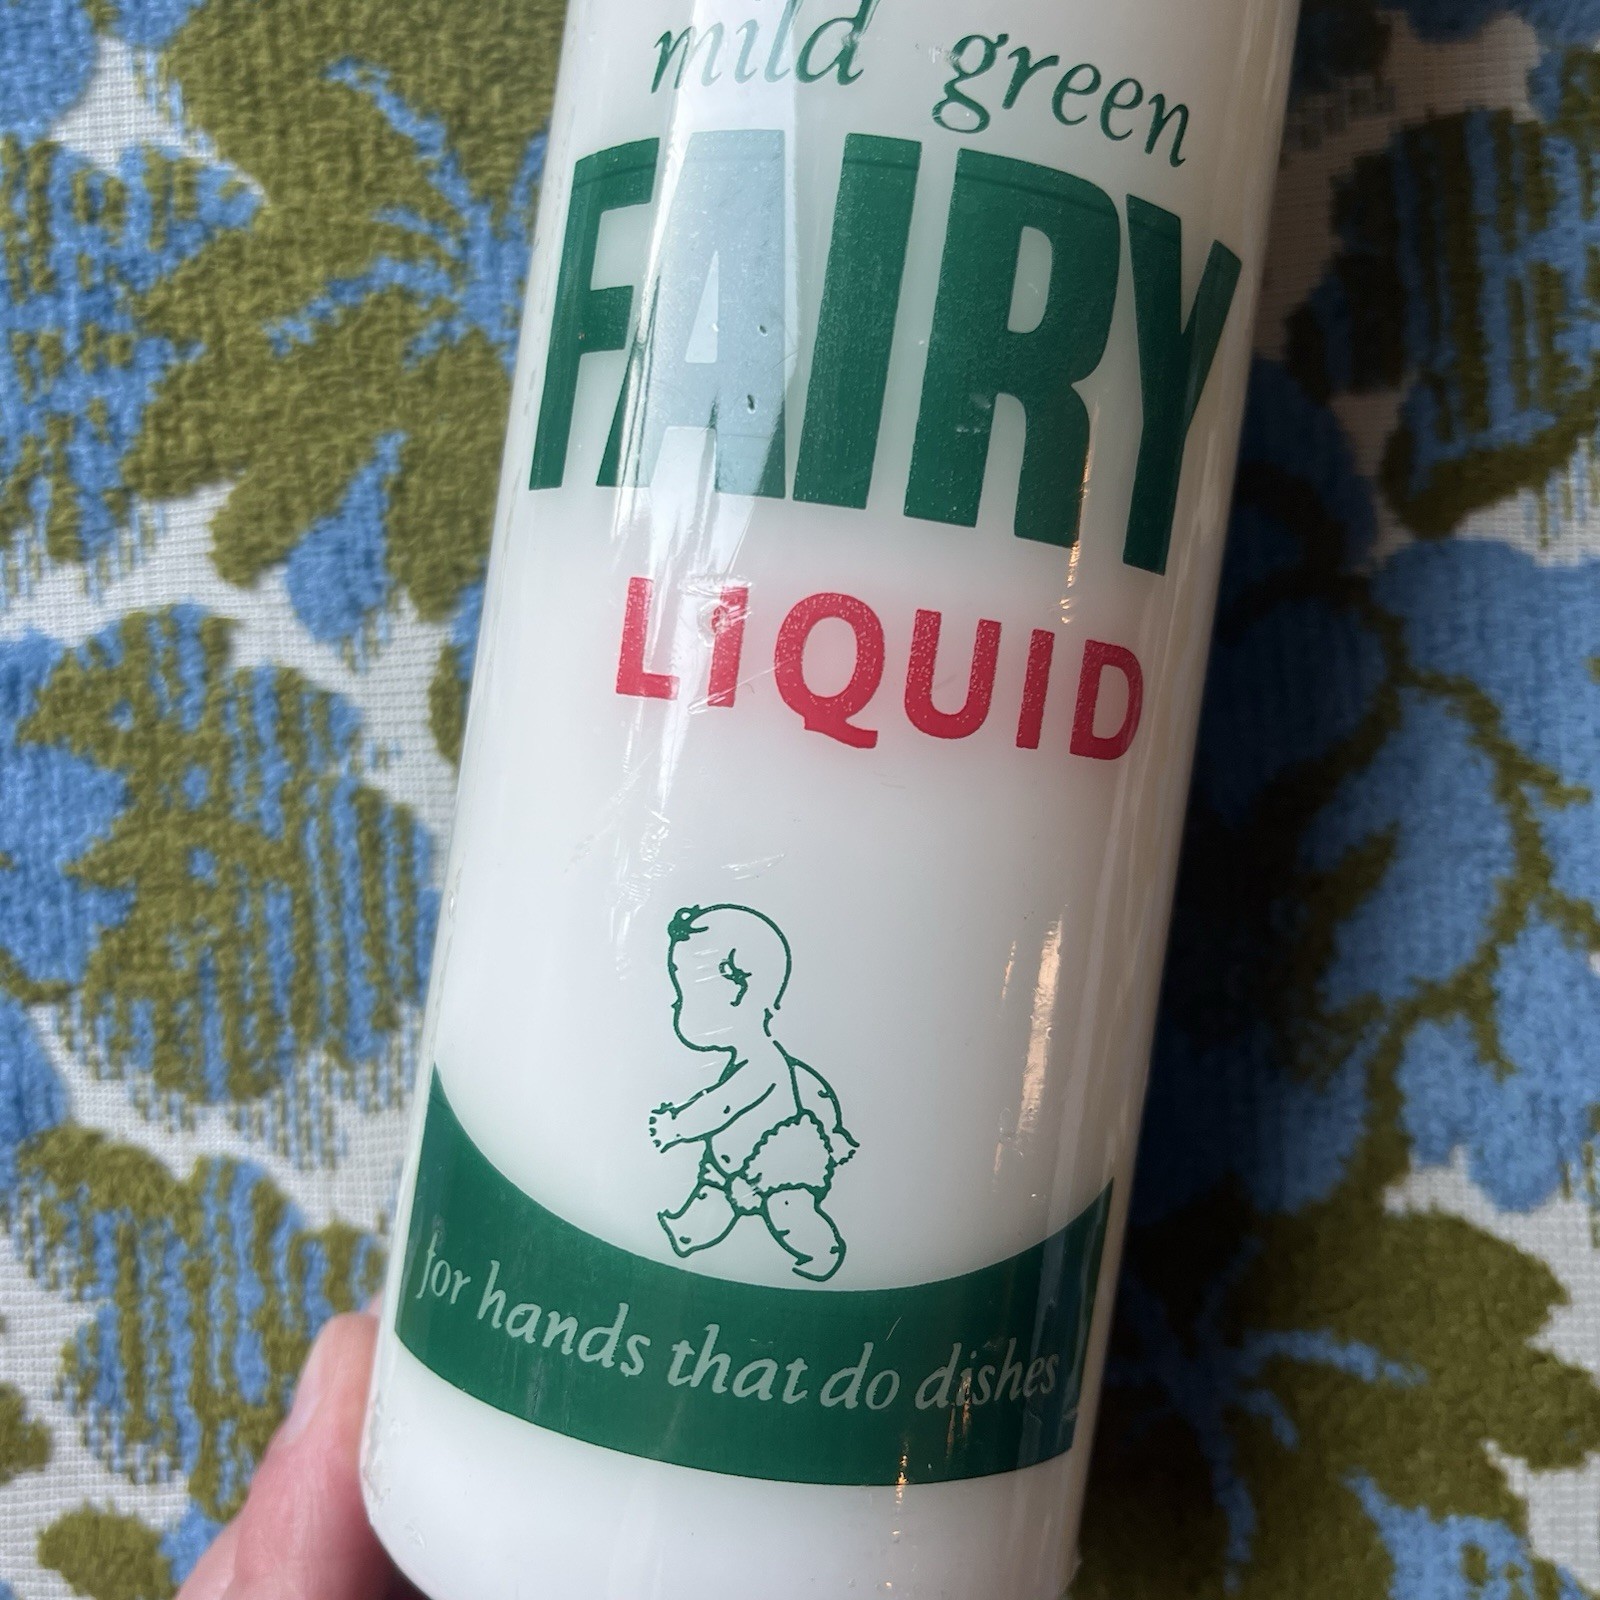 mild green
FAIRY
LIQUID
for hands that do dishes